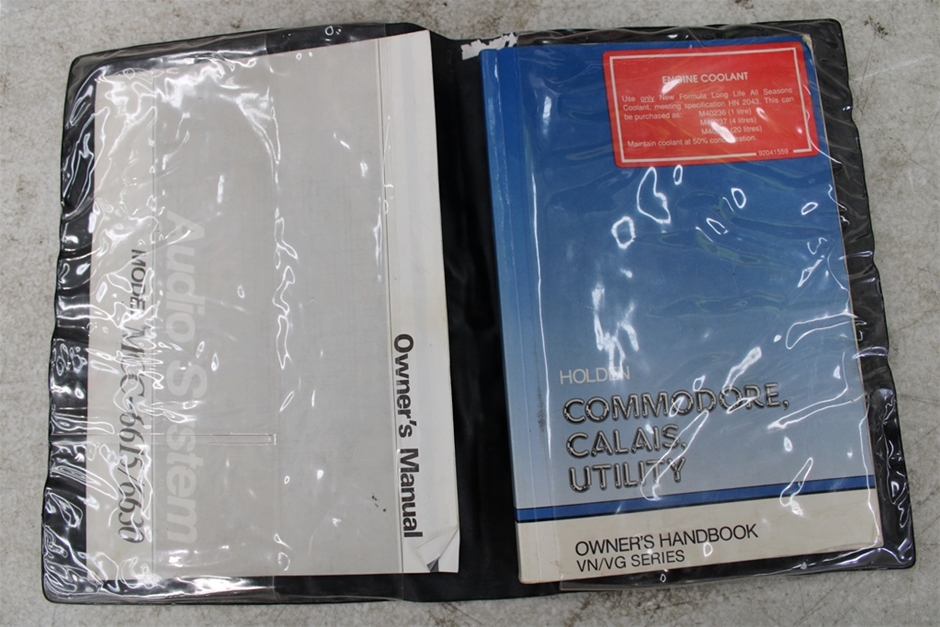 Owner's Manual
Audio System
MODEL
ENGINE COOLANT
Use only New Formula Long Life All Seasons
Coolant, meeting specification HN 2043. This can
be purchased as: M40236 (1 litre)
(4 litres)
(20 litres)
Maintain coolant at 50% concentration.
92041559
HOLDEN
COMMODORE,
CALAIS,
UTILITY
OWNER'S HANDBOOK
VN/VG SERIES